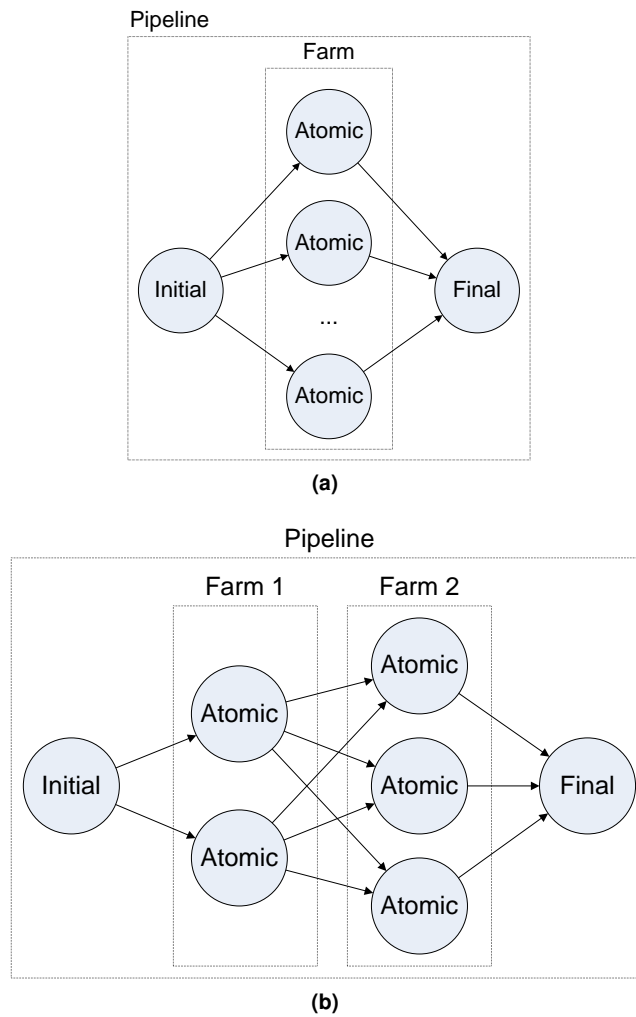 Pipeline
Farm
Atomic
Atomic
Initial
Final
...
Atomic
(a)
Pipeline
Farm 1
Farm 2
Atomic
Atomic
Initial
Atomic
Final
Atomic
Atomic
(b)